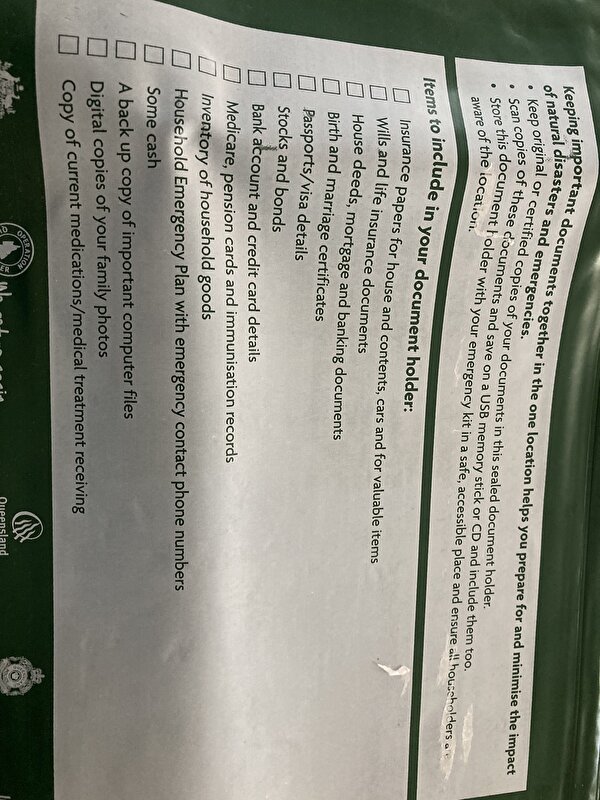 Keeping important documents together in the one location helps you prepare for and minimise the impact
of natural disasters and emergencies.
• Keep original or certified copies of your documents in this sealed document holder.
• Scan copies of these documents and save on a USB memory stick or CD and include them too.
• Store this document holder with your emergency kit in a safe, accessible place and ensure all householders are
aware of the location.
Items to include in your document holder:
Insurance papers for house and contents, cars and for valuable items
Wills and life insurance documents
House deeds, mortgage and banking documents
Birth and marriage certificates
Passports/visa details
Stocks and bonds
Bank account and credit card details
Medicare, pension cards and immunisation records
Inventory of household goods
Household Emergency Plan with emergency contact phone numbers
Some cash
A back up copy of important computer files
Digital copies of your family photos
Copy of current medications/medical treatment receiving
OPERATION
Queensland